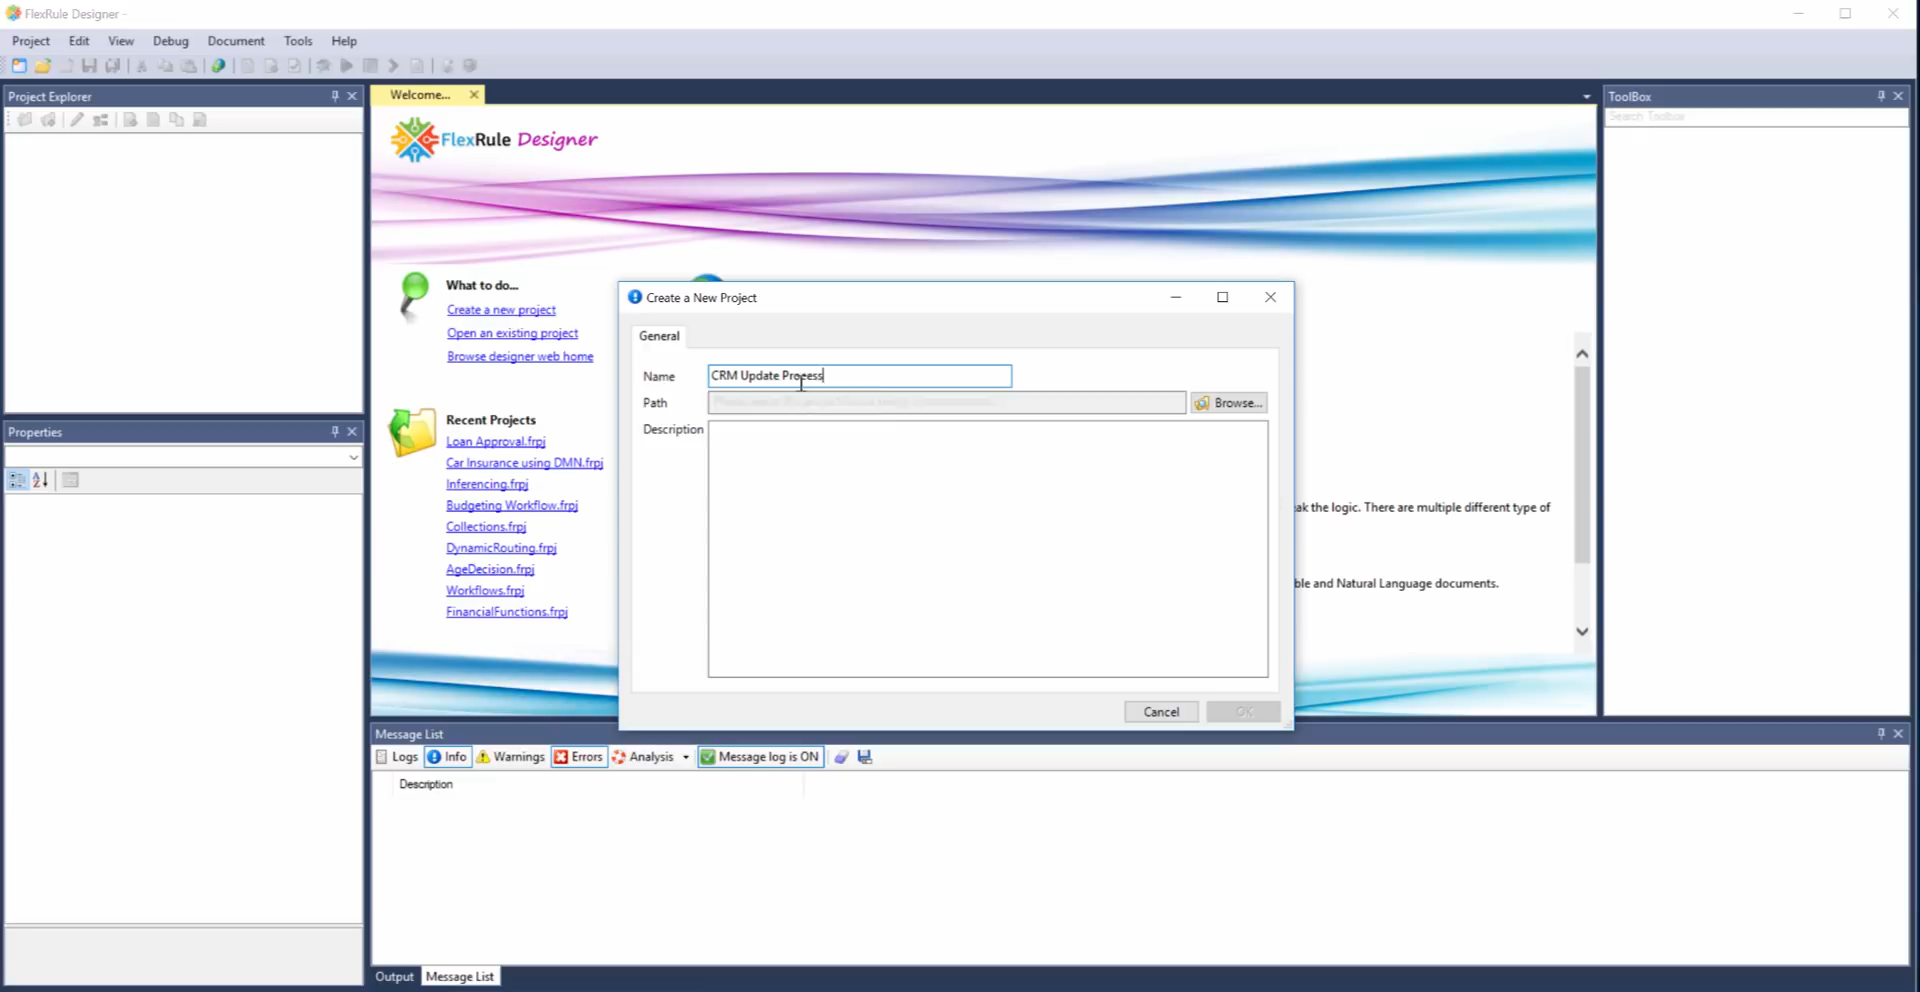 FlexRule Designer -
Project Edit View Debug Document Tools Help
Project Explorer
Welcome...
ToolBox
Search Toolbox
FlexRule Designer
What to do...
Create a new project
Open an existing project
Browse designer web home
Recent Projects
Loan Approval.frpj
Car Insurance using DMN.frpj
Inferencing.frpj
Budgeting Workflow.frpj
Collections.frpj
DynamicRouting.frpj
AgeDecision.frpj
Workflows.frpj
FinancialFunctions.frpj
Create a New Project
General
Name CRM Update Process
Path Browse...
Description
Cancel OK
ak the logic. There are multiple different type of
ble and Natural Language documents.
Properties
Message List
Logs Info Warnings Errors Analysis Message log is ON
Description
Output Message List